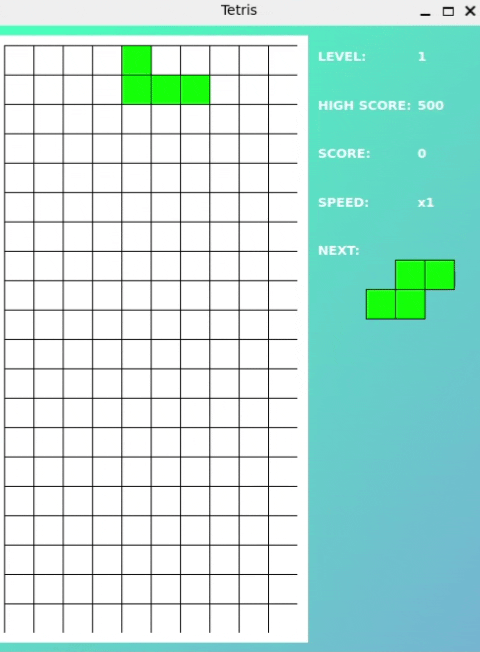 Tetris
LEVEL: 1
HIGH SCORE: 500
SCORE: 0
SPEED: x1
NEXT: